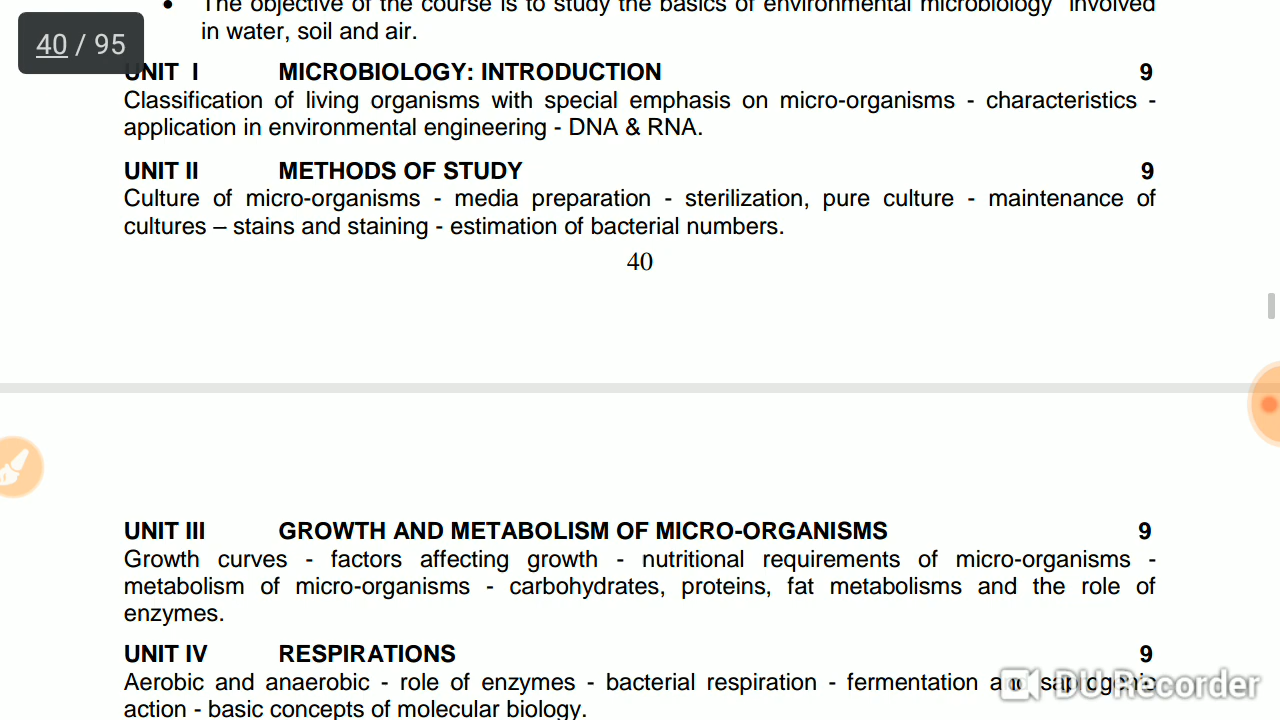 The objective of the course is to study the basics of environmental microbiology involved
in water, soil and air.
40 / 95
UNIT I MICROBIOLOGY: INTRODUCTION 9
Classification of living organisms with special emphasis on micro-organisms - characteristics -
application in environmental engineering - DNA & RNA.
UNIT II METHODS OF STUDY 9
Culture of micro-organisms - media preparation - sterilization, pure culture - maintenance of
cultures – stains and staining - estimation of bacterial numbers.
40
UNIT III GROWTH AND METABOLISM OF MICRO-ORGANISMS 9
Growth curves - factors affecting growth - nutritional requirements of micro-organisms -
metabolism of micro-organisms - carbohydrates, proteins, fat metabolisms and the role of
enzymes.
UNIT IV RESPIRATIONS 9
Aerobic and anaerobic - role of enzymes - bacterial respiration - fermentation and saprogenic
action - basic concepts of molecular biology.
DU Recorder